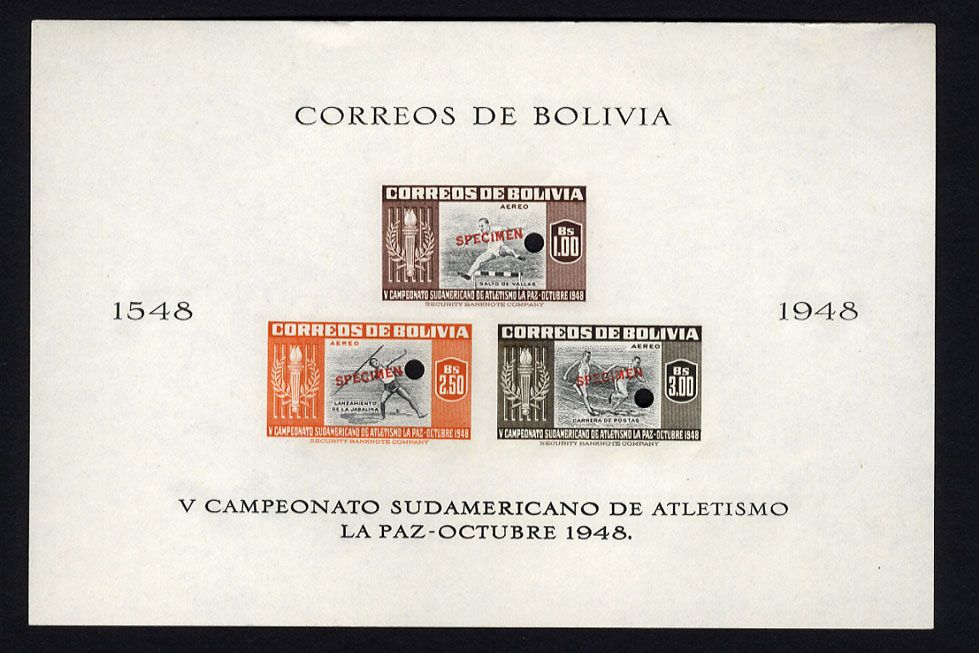 CORREOS DE BOLIVIA
CORREOS DE BOLIVIA
AEREO
SPECIMEN
Bs
1.00
SALTO DE VALLAS
V CAMPEONATO SUDAMERICANO DE ATLETISMO LA PAZ-OCTUBRE 1948
SECURITY BANKNOTE COMPANY
1548
1948
CORREOS DE BOLIVIA
AEREO
SPECIMEN
Bs
2.50
LANZAMIENTO
DE LA JABALINA
V CAMPEONATO SUDAMERICANO DE ATLETISMO LA PAZ-OCTUBRE 1948
SECURITY BANKNOTE COMPANY
CORREOS DE BOLIVIA
AEREO
SPECIMEN
Bs
3.00
CARRERA DE POSTAS
V CAMPEONATO SUDAMERICANO DE ATLETISMO LA PAZ-OCTUBRE 1948
SECURITY BANKNOTE COMPANY
V CAMPEONATO SUDAMERICANO DE ATLETISMO
LA PAZ-OCTUBRE 1948.